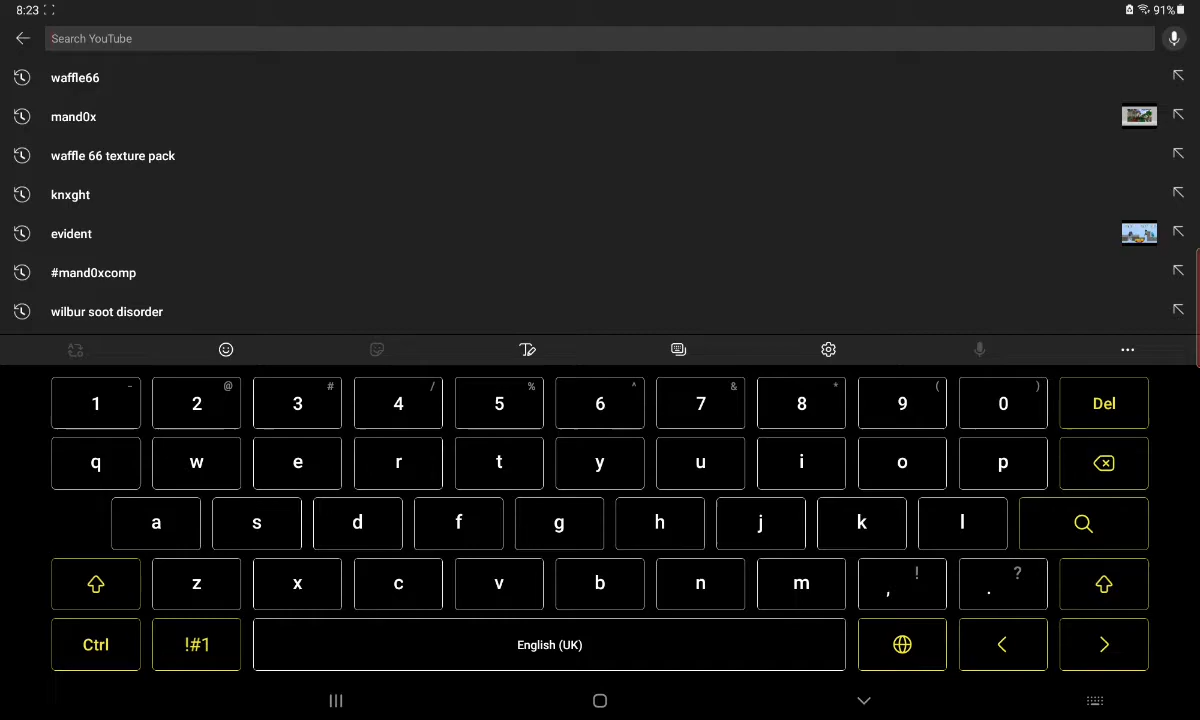 8:23 91%
Search YouTube
waffle66
mand0x
waffle 66 texture pack
knxght
evident
#mand0xcomp
wilbur soot disorder
- @ # / % ^ & * ( )
1 2 3 4 5 6 7 8 9 0 Del
q w e r t y u i o p
a s d f g h j k l
! ?
z x c v b n m , .
Ctrl !#1 English (UK)